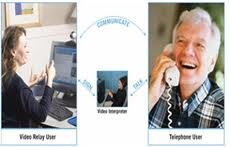 COMMUNICATE
SIGN
TALK
Video Interpreter
Video Relay User
Telephone User